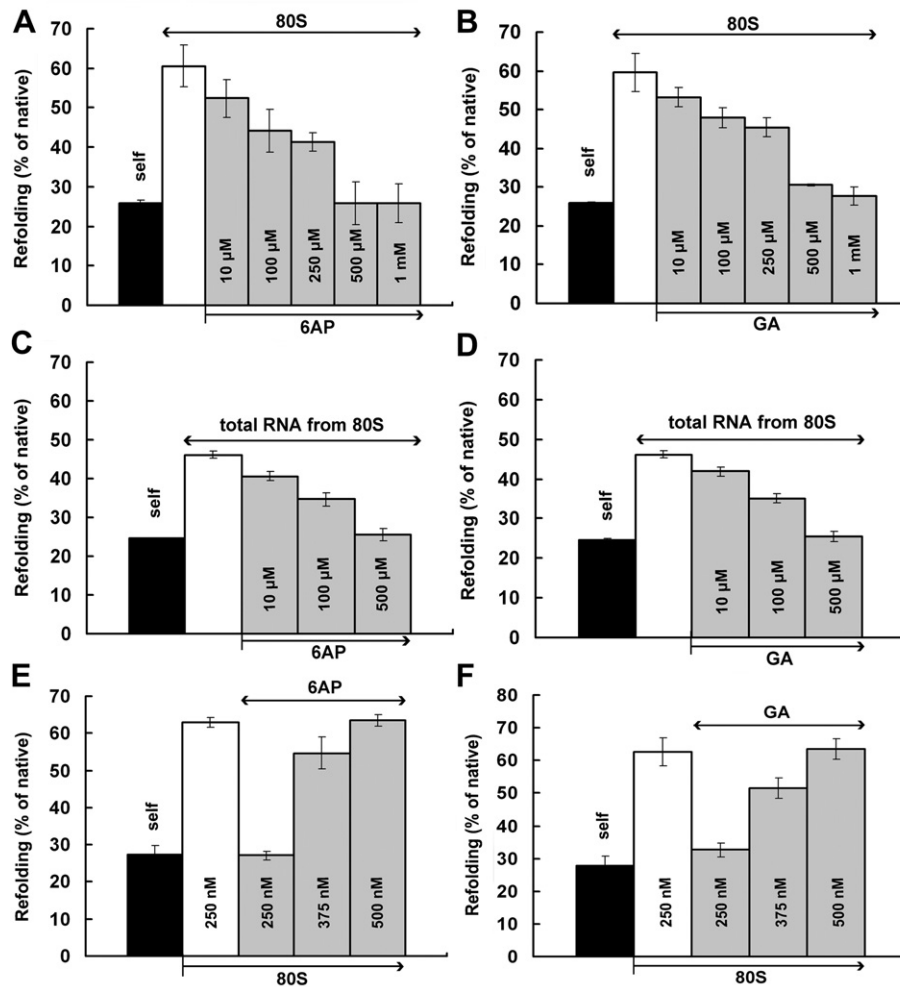 A
80S
Refolding (% of native)
70
60
50
40
30
20
10
0
self
10 µM
100 µM
250 µM
500 µM
1 mM
6AP
B
80S
Refolding (% of native)
70
60
50
40
30
20
10
0
self
10 µM
100 µM
250 µM
500 µM
1 mM
GA
C
total RNA from 80S
Refolding (% of native)
70
60
50
40
30
20
10
0
self
10 µM
100 µM
500 µM
6AP
D
total RNA from 80S
Refolding (% of native)
70
60
50
40
30
20
10
0
self
10 µM
100 µM
500 µM
GA
E
6AP
Refolding (% of native)
70
60
50
40
30
20
10
0
self
250 nM
250 nM
375 nM
500 nM
80S
F
GA
Refolding (% of native)
80
70
60
50
40
30
20
10
0
self
250 nM
250 nM
375 nM
500 nM
80S